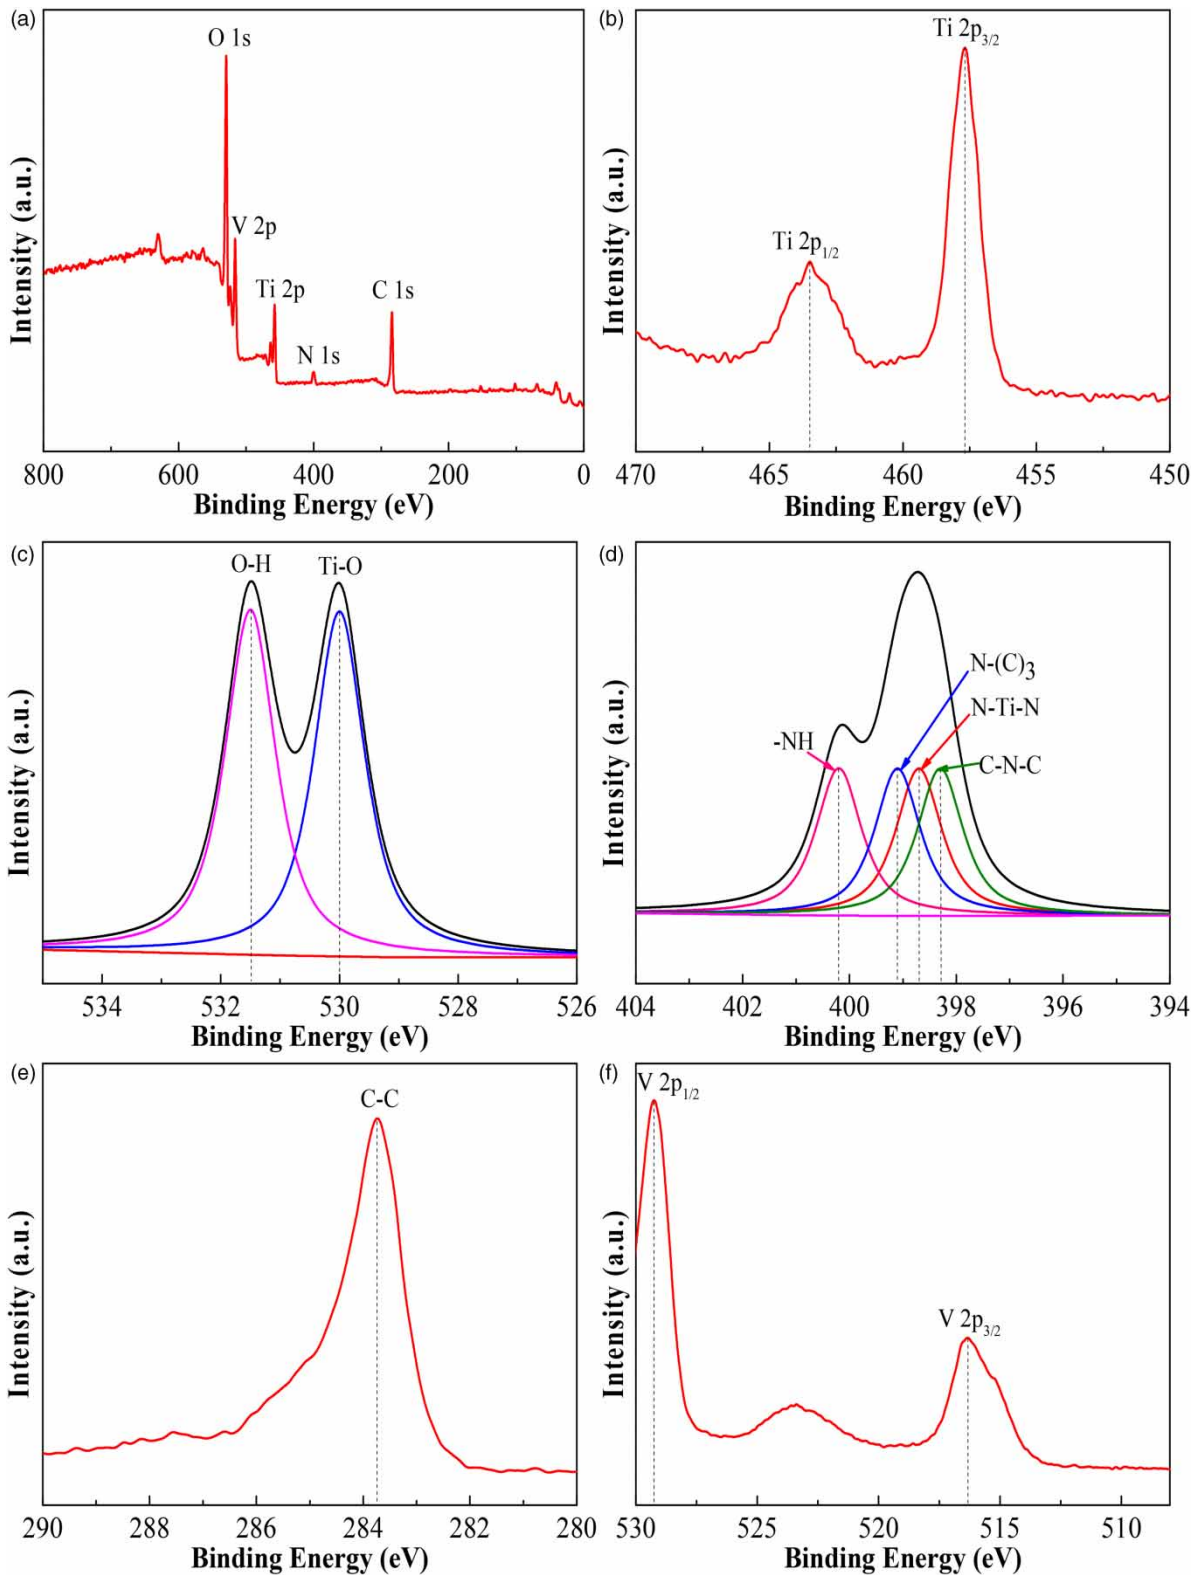 (a)
O 1s
V 2p
Ti 2p
N 1s
C 1s
Intensity (a.u.)
800 600 400 200 0
Binding Energy (eV)
(b)
Ti 2p3/2
Ti 2p1/2
Intensity (a.u.)
470 465 460 455 450
Binding Energy (eV)
(c)
O-H Ti-O
Intensity (a.u.)
534 532 530 528 526
Binding Energy (eV)
(d)
N-(C)3
N-Ti-N
-NH
C-N-C
Intensity (a.u.)
404 402 400 398 396 394
Binding Energy (eV)
(e)
C-C
Intensity (a.u.)
290 288 286 284 282 280
Binding Energy (eV)
(f)
V 2p1/2
V 2p3/2
Intensity (a.u.)
530 525 520 515 510
Binding Energy (eV)